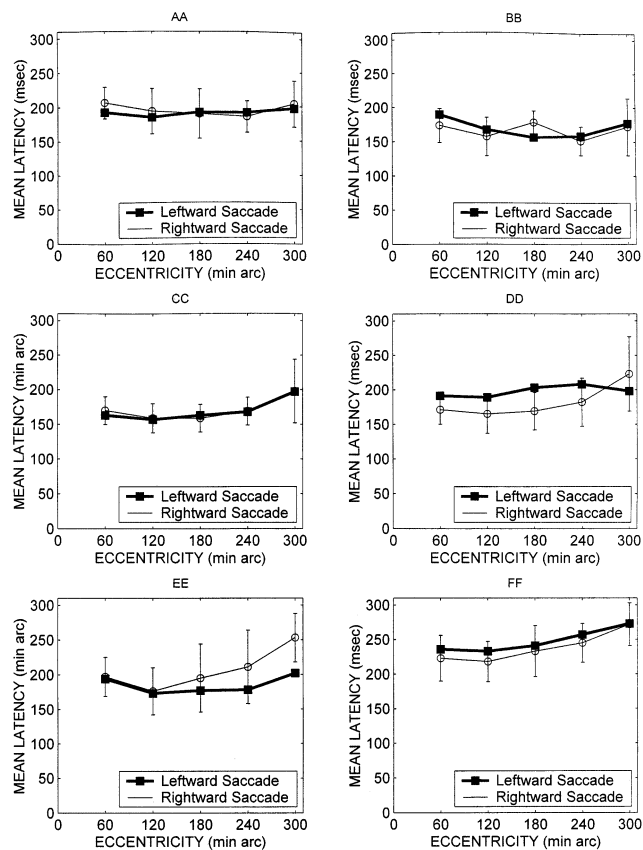 AA
MEAN LATENCY (msec)
300
250
200
150
100
50
0
Leftward Saccade
Rightward Saccade
0 60 120 180 240 300
ECCENTRICITY (min arc)
BB
MEAN LATENCY (msec)
300
250
200
150
100
50
0
Leftward Saccade
Rightward Saccade
0 60 120 180 240 300
ECCENTRICITY (min arc)
CC
MEAN LATENCY (min arc)
300
250
200
150
100
50
0
Leftward Saccade
Rightward Saccade
0 60 120 180 240 300
ECCENTRICITY (min arc)
DD
MEAN LATENCY (msec)
300
250
200
150
100
50
0
Leftward Saccade
Rightward Saccade
0 60 120 180 240 300
ECCENTRICITY (min arc)
EE
MEAN LATENCY (min arc)
300
250
200
150
100
50
0
Leftward Saccade
Rightward Saccade
0 60 120 180 240 300
ECCENTRICITY (min arc)
FF
MEAN LATENCY (msec)
300
250
200
150
100
50
0
Leftward Saccade
Rightward Saccade
0 60 120 180 240 300
ECCENTRICITY (min arc)